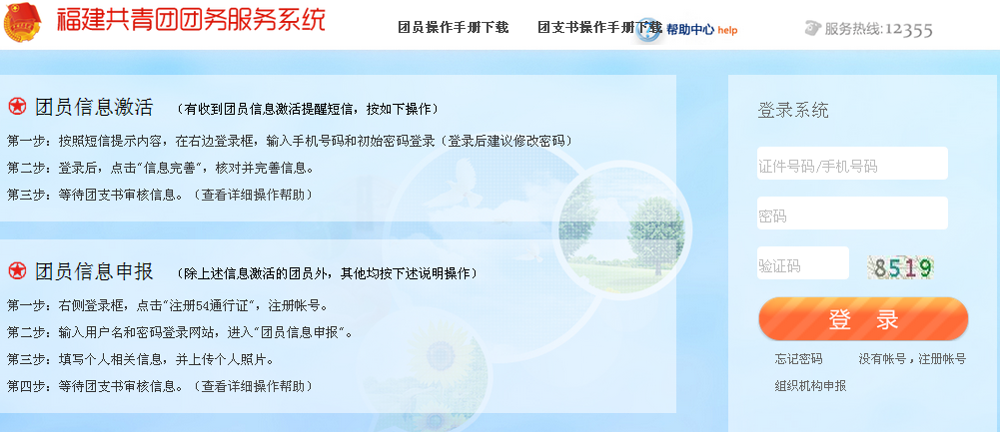 福建共青团团务服务系统
团员操作手册下载 团支书操作手册下载 帮助中心 help 服务热线:12355
团员信息激活 （有收到团员信息激活提醒短信，按如下操作）
第一步：按照短信提示内容，在右边登录框，输入手机号码和初始密码登录（登录后建议修改密码）
第二步：登录后，点击"信息完善"，核对并完善信息。
第三步：等待团支书审核信息。（查看详细操作帮助）
团员信息申报 （除上述信息激活的团员外，其他均按下述说明操作）
第一步：右侧登录框，点击"注册54通行证"，注册帐号。
第二步：输入用户名和密码登录网站，进入"团员信息申报"。
第三步：填写个人相关信息，并上传个人照片。
第四步：等待团支书审核信息。（查看详细操作帮助）
登录系统
证件号码/手机号码
密码
验证码 8519
登 录
忘记密码 没有帐号，注册帐号
组织机构申报